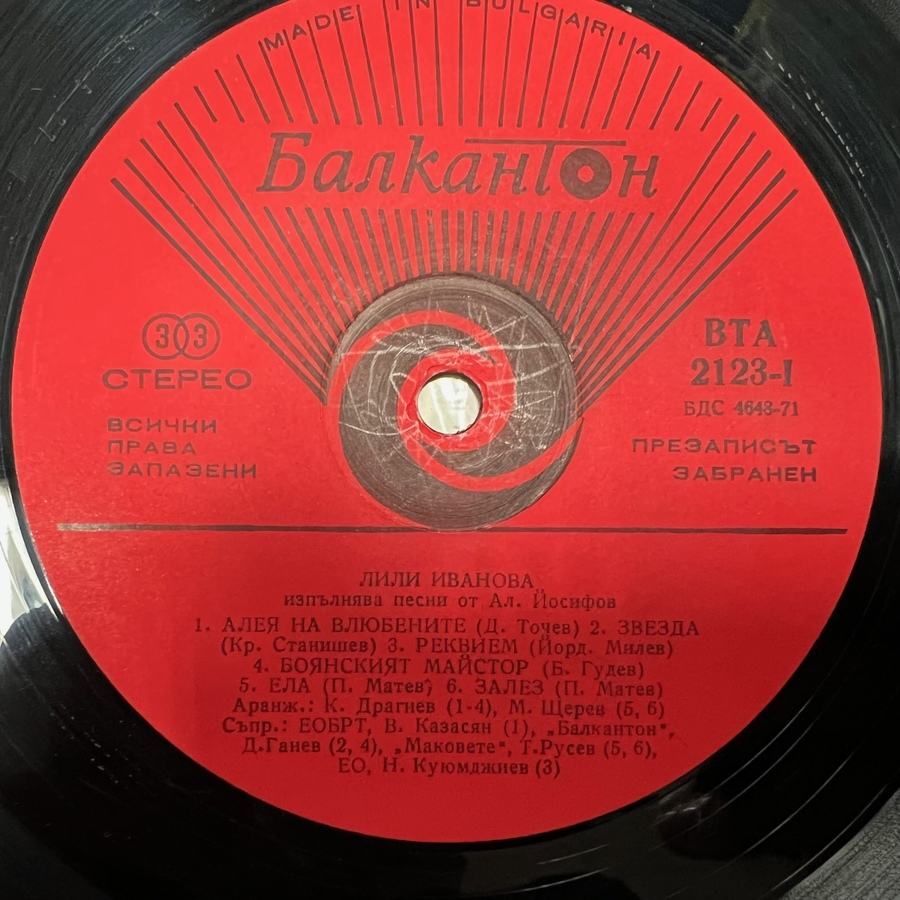 MADE IN BULGARIA
Балкантон
33
СТЕРЕО
ВСИЧКИ
ПРАВА
ЗАПАЗЕНИ
ВТА
2123-I
БДС 4643-71
ПРЕЗАПИСЪТ
ЗАБРАНЕН
ЛИЛИ ИВАНОВА
изпълнява песни от Ал. Йосифов
1. АЛЕЯ НА ВЛЮБЕНИТЕ (Д. Точев) 2. ЗВЕЗДА
(Кр. Станишев) 3. РЕКВИЕМ (Йорд. Милев)
4. БОЯНСКИЯТ МАЙСТОР (Б. Гудев)
5. ЕЛА (П. Матев) 6. ЗАЛЕЗ (П. Матев)
Аранж.: К. Драгнев (1-4), М. Щерев (5, 6)
Съпр.: ЕОБРТ, В. Казасян (1), „Балкантон“,
Д.Ганев (2, 4), „Маковете“, Т.Русев (5, 6),
ЕО, Н. Куюмджиев (3)